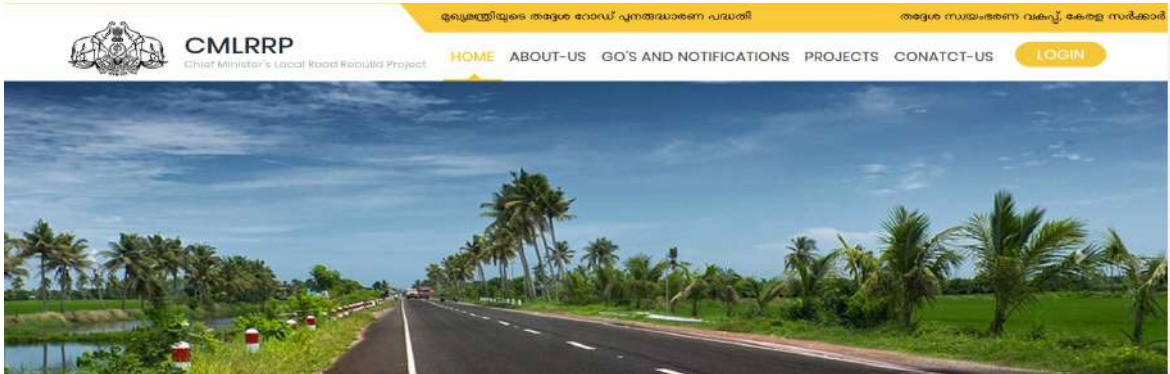 മുഖ്യമന്ത്രിയുടെ തദ്ദേശ റോഡ് പുനരുദ്ധാരണ പദ്ധതി
തദ്ദേശ സ്വയംഭരണ വകുപ്പ്, കേരള സർക്കാർ
CMLRRP
Chief Minister's Local Road Rebuild Project
HOME ABOUT-US GO'S AND NOTIFICATIONS PROJECTS CONATCT-US LOGIN